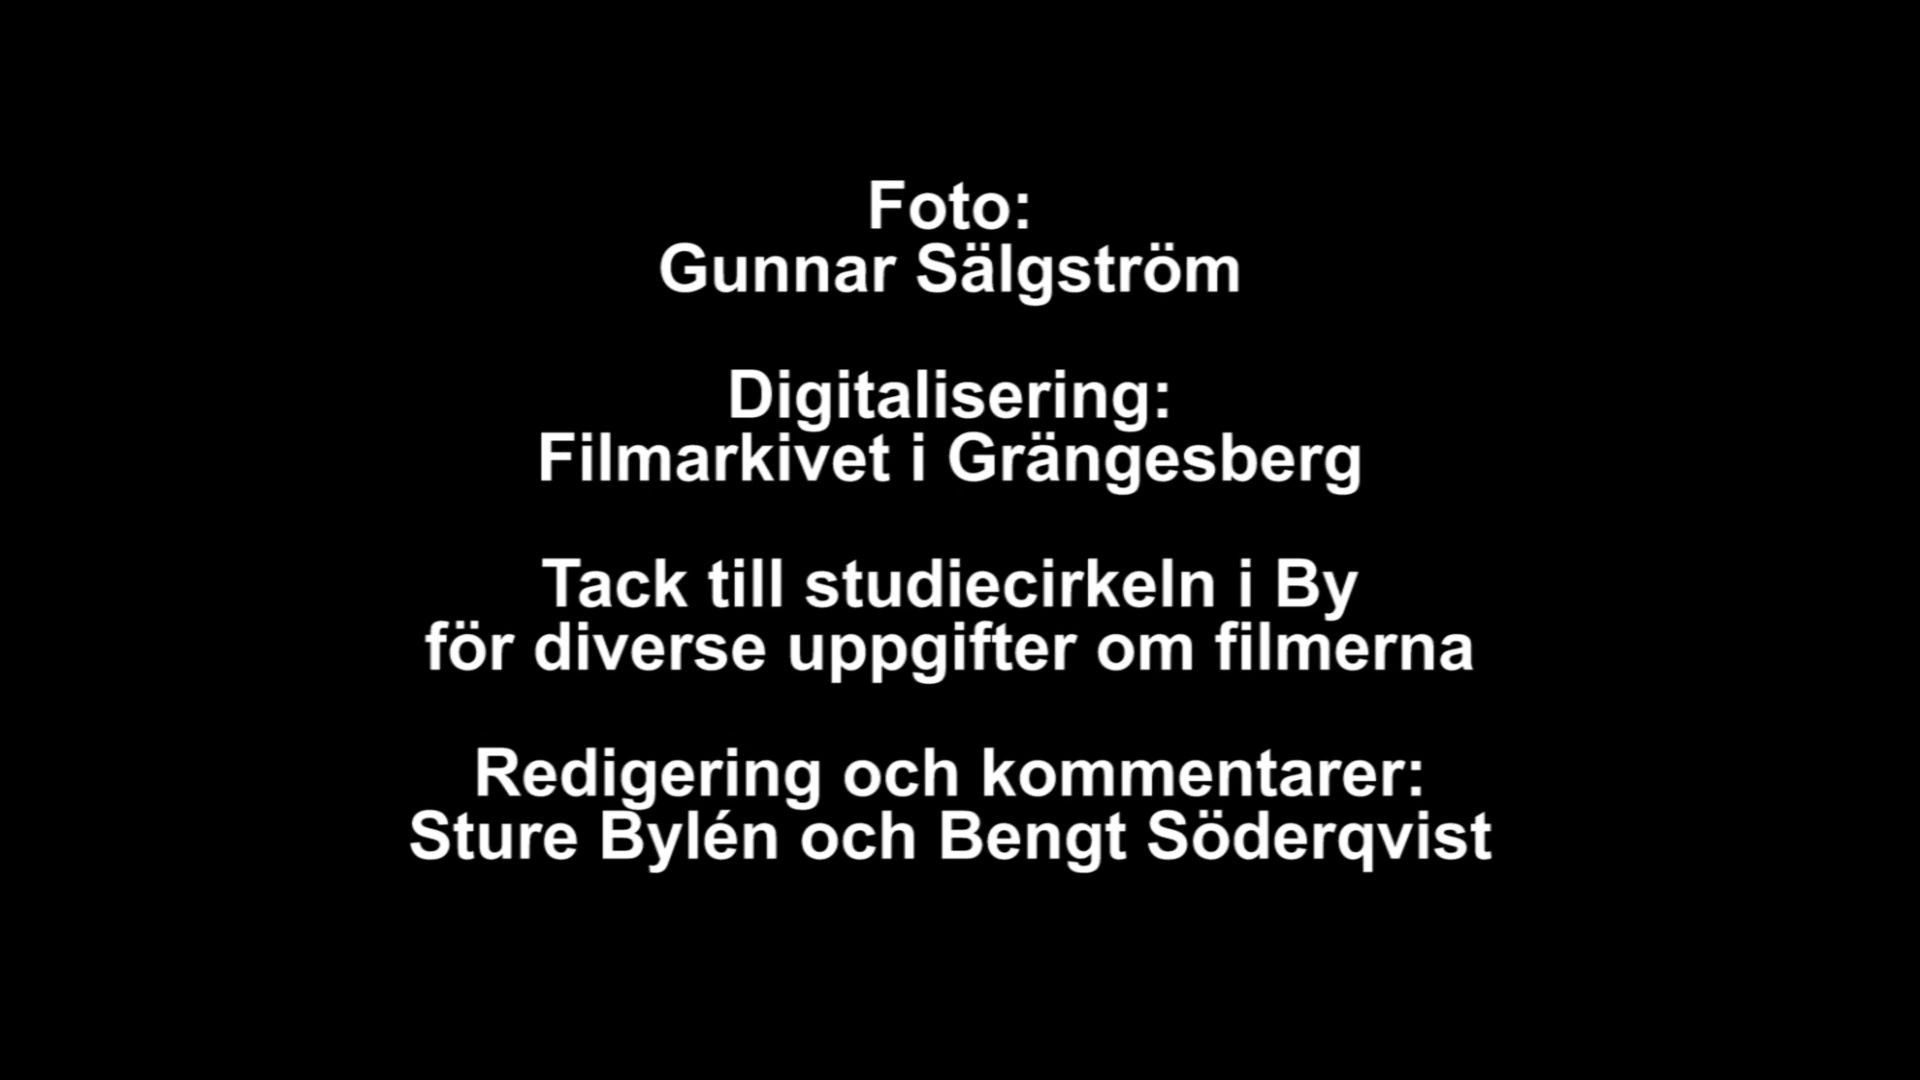 Foto:
Gunnar Sälgström
Digitalisering:
Filmarkivet i Grängesberg
Tack till studiecirkeln i By
för diverse uppgifter om filmerna
Redigering och kommentarer:
Sture Bylén och Bengt Söderqvist